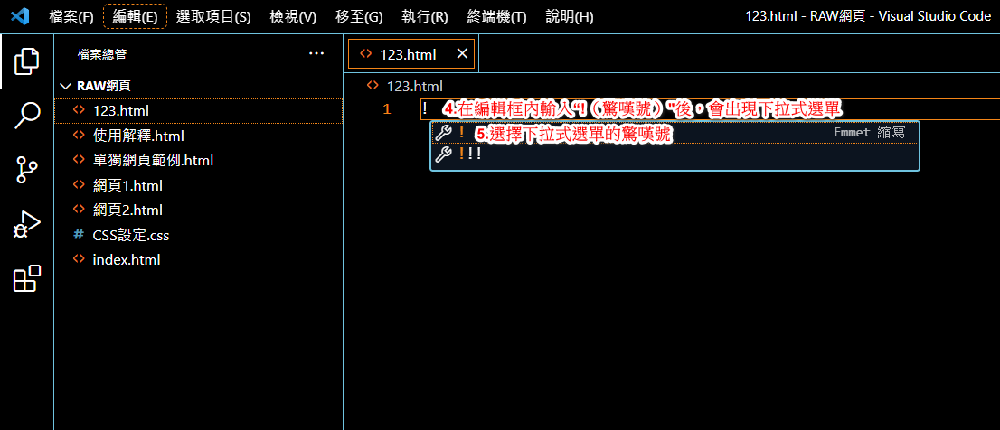 檔案(F) 編輯(E) 選取項目(S) 檢視(V) 移至(G) 執行(R) 終端機(T) 說明(H) 123.html - RAW網頁 - Visual Studio Code
檔案總管 ···
123.html ×
RAW網頁
123.html
使用解釋.html
單獨網頁範例.html
網頁1.html
網頁2.html
CSS設定.css
index.html
123.html
1 ! 4.在編輯框內輸入“!（驚嘆號）"後，會出現下拉式選單
! 5.選擇下拉式選單的驚嘆號 Emmet 縮寫
!!!